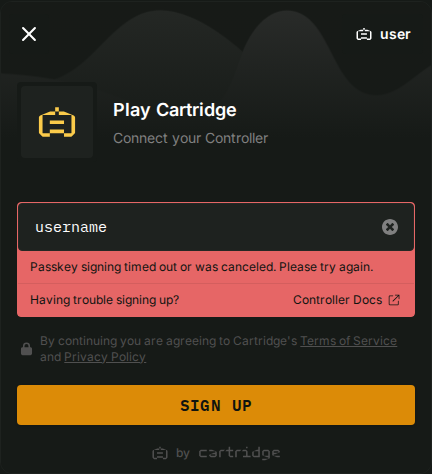 user
Play Cartridge
Connect your Controller
username
Passkey signing timed out or was canceled. Please try again.
Having trouble signing up? Controller Docs
By continuing you are agreeing to Cartridge's Terms of Service
and Privacy Policy
SIGN UP
by cartridge